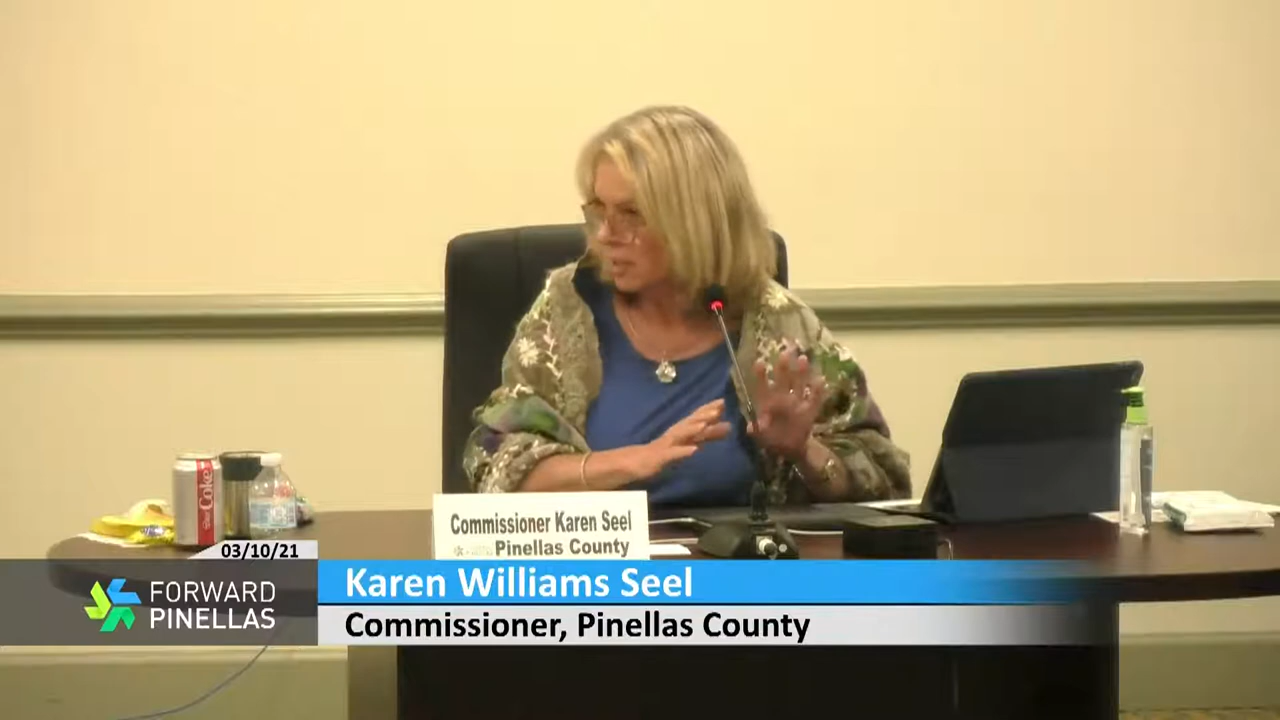 Coke
Commissioner Karen Seel
Pinellas County
03/10/21
FORWARD
PINELLAS
Karen Williams Seel
Commissioner, Pinellas County